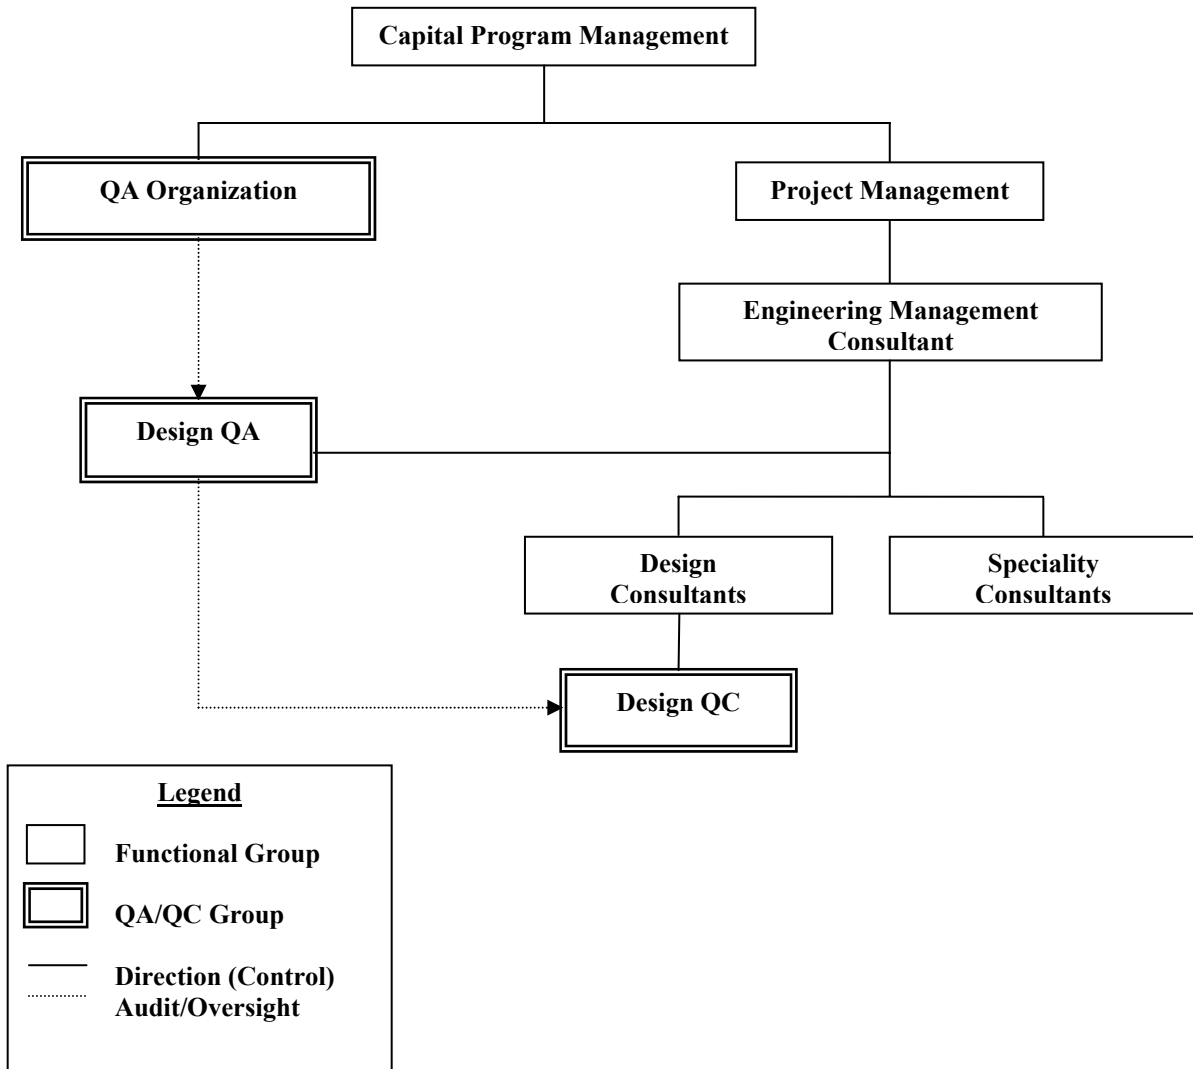 Capital Program Management
QA Organization
Project Management
Engineering Management
Consultant
Design QA
Design
Consultants
Speciality
Consultants
Design QC
Legend
Functional Group
QA/QC Group
Direction (Control)
Audit/Oversight